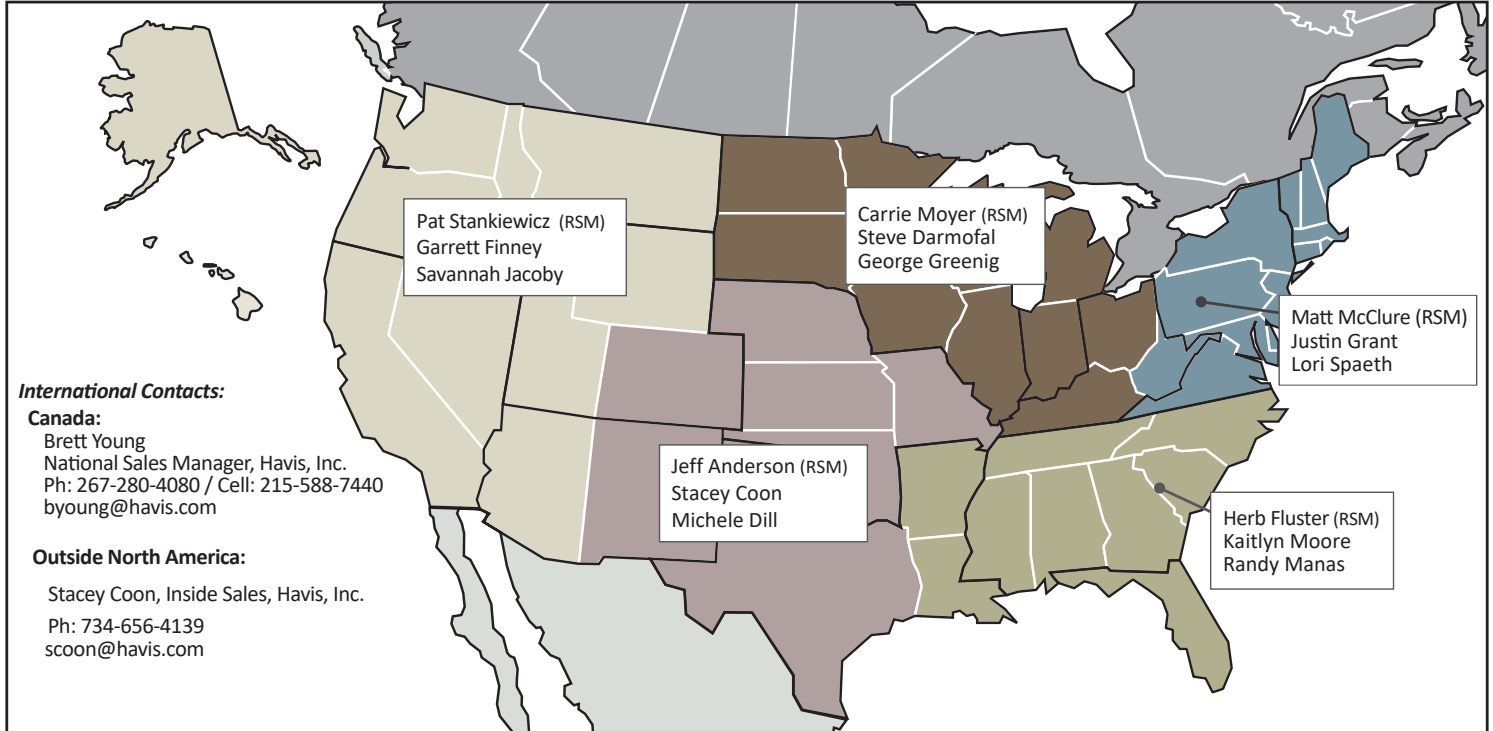 Pat Stankiewicz (RSM)
Garrett Finney
Savannah Jacoby
Carrie Moyer (RSM)
Steve Darmofal
George Greenig
Matt McClure (RSM)
Justin Grant
Lori Spaeth
Jeff Anderson (RSM)
Stacey Coon
Michele Dill
Herb Fluster (RSM)
Kaitlyn Moore
Randy Manas
International Contacts:
Canada:
Brett Young
National Sales Manager, Havis, Inc.
Ph: 267-280-4080 / Cell: 215-588-7440
byoung@havis.com
Outside North America:
Stacey Coon, Inside Sales, Havis, Inc.
Ph: 734-656-4139
scoon@havis.com